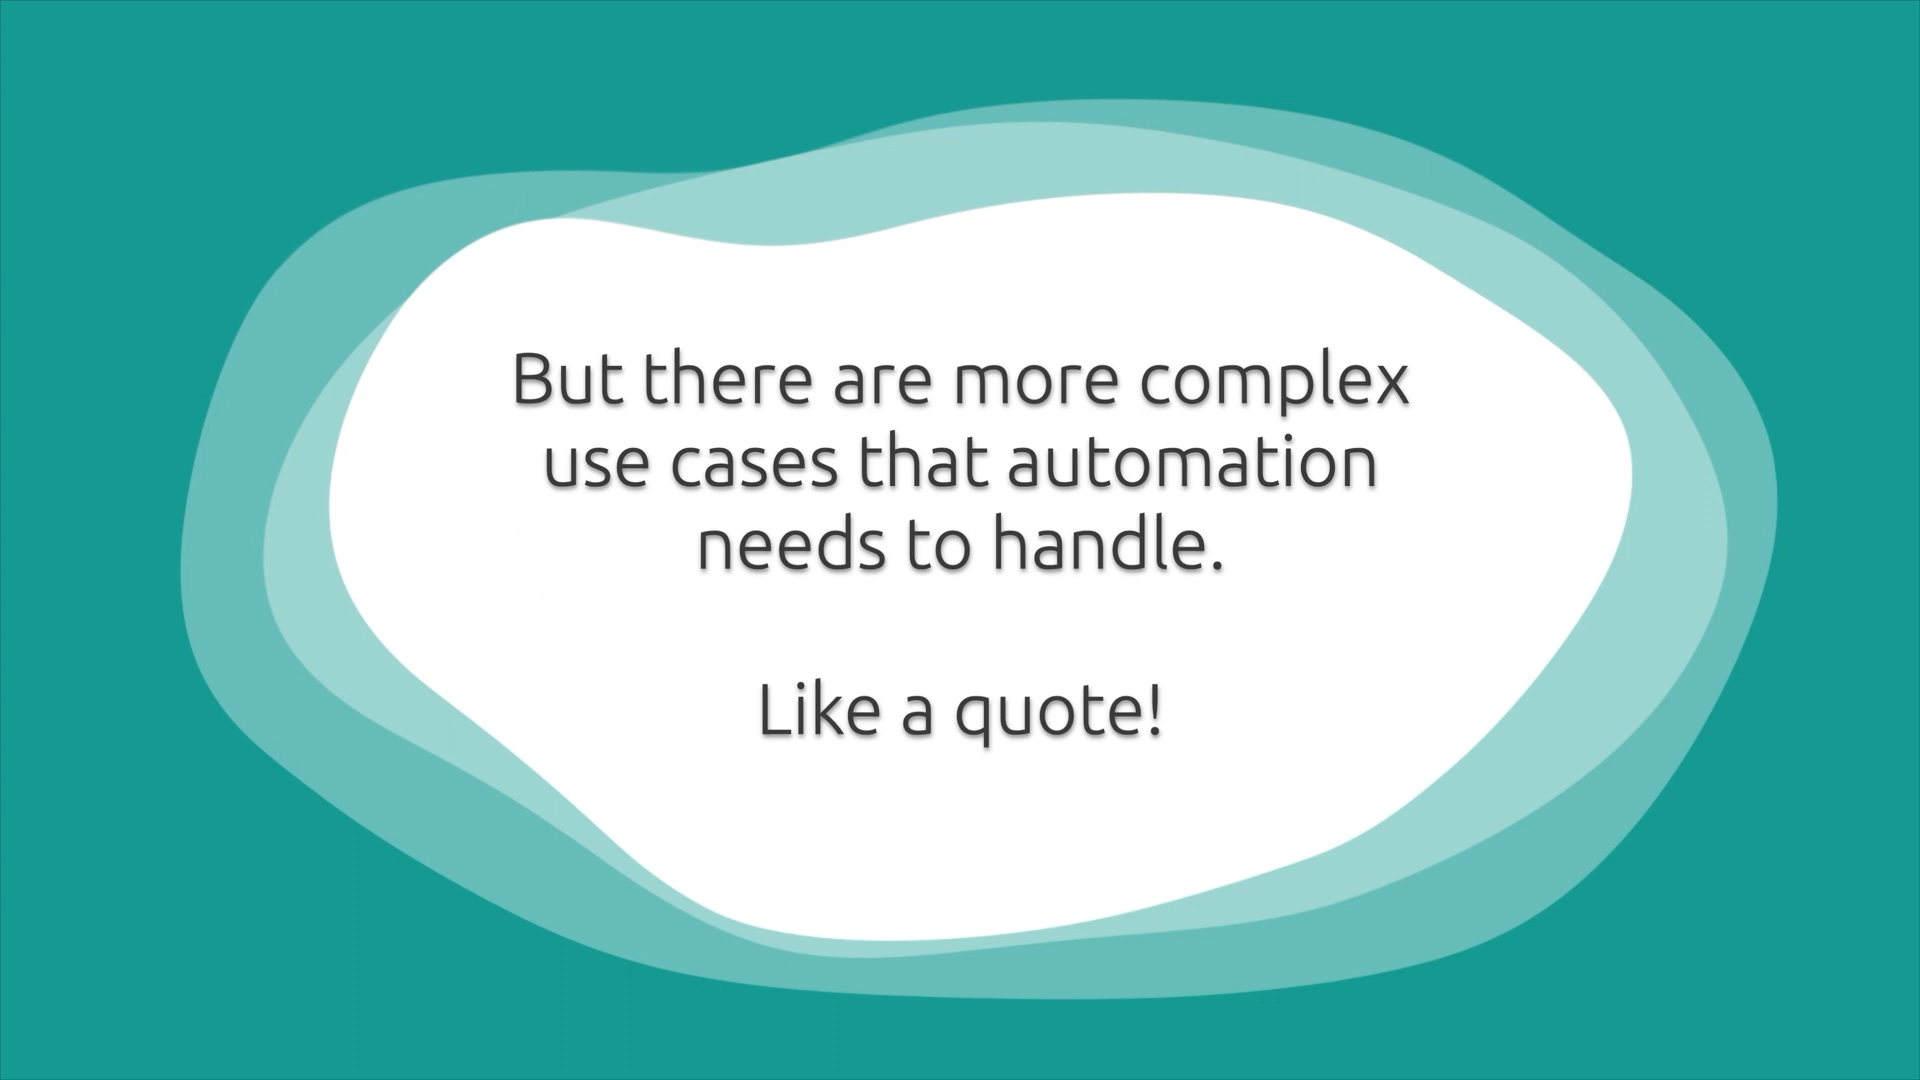 But there are more complex
use cases that automation
needs to handle.
Like a quote!